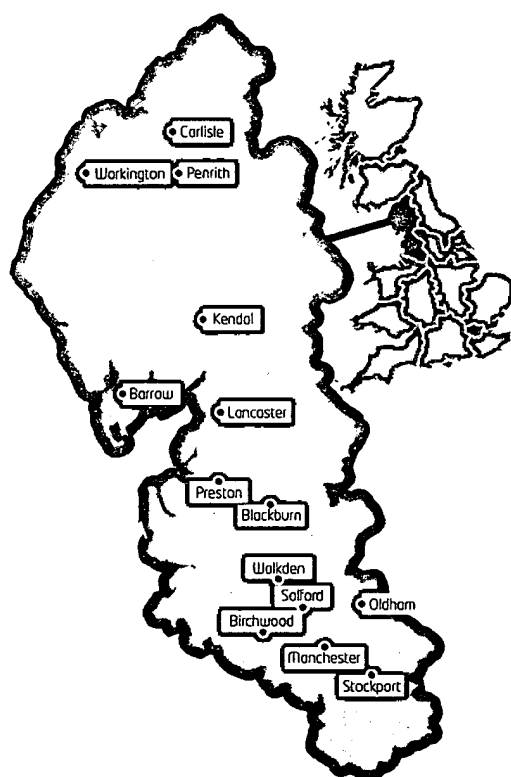 Carlisle
Workington
Penrith
Kendal
Barrow
Lancaster
Preston
Blackburn
Walkden
Salford
Oldham
Birchwood
Manchester
Stockport